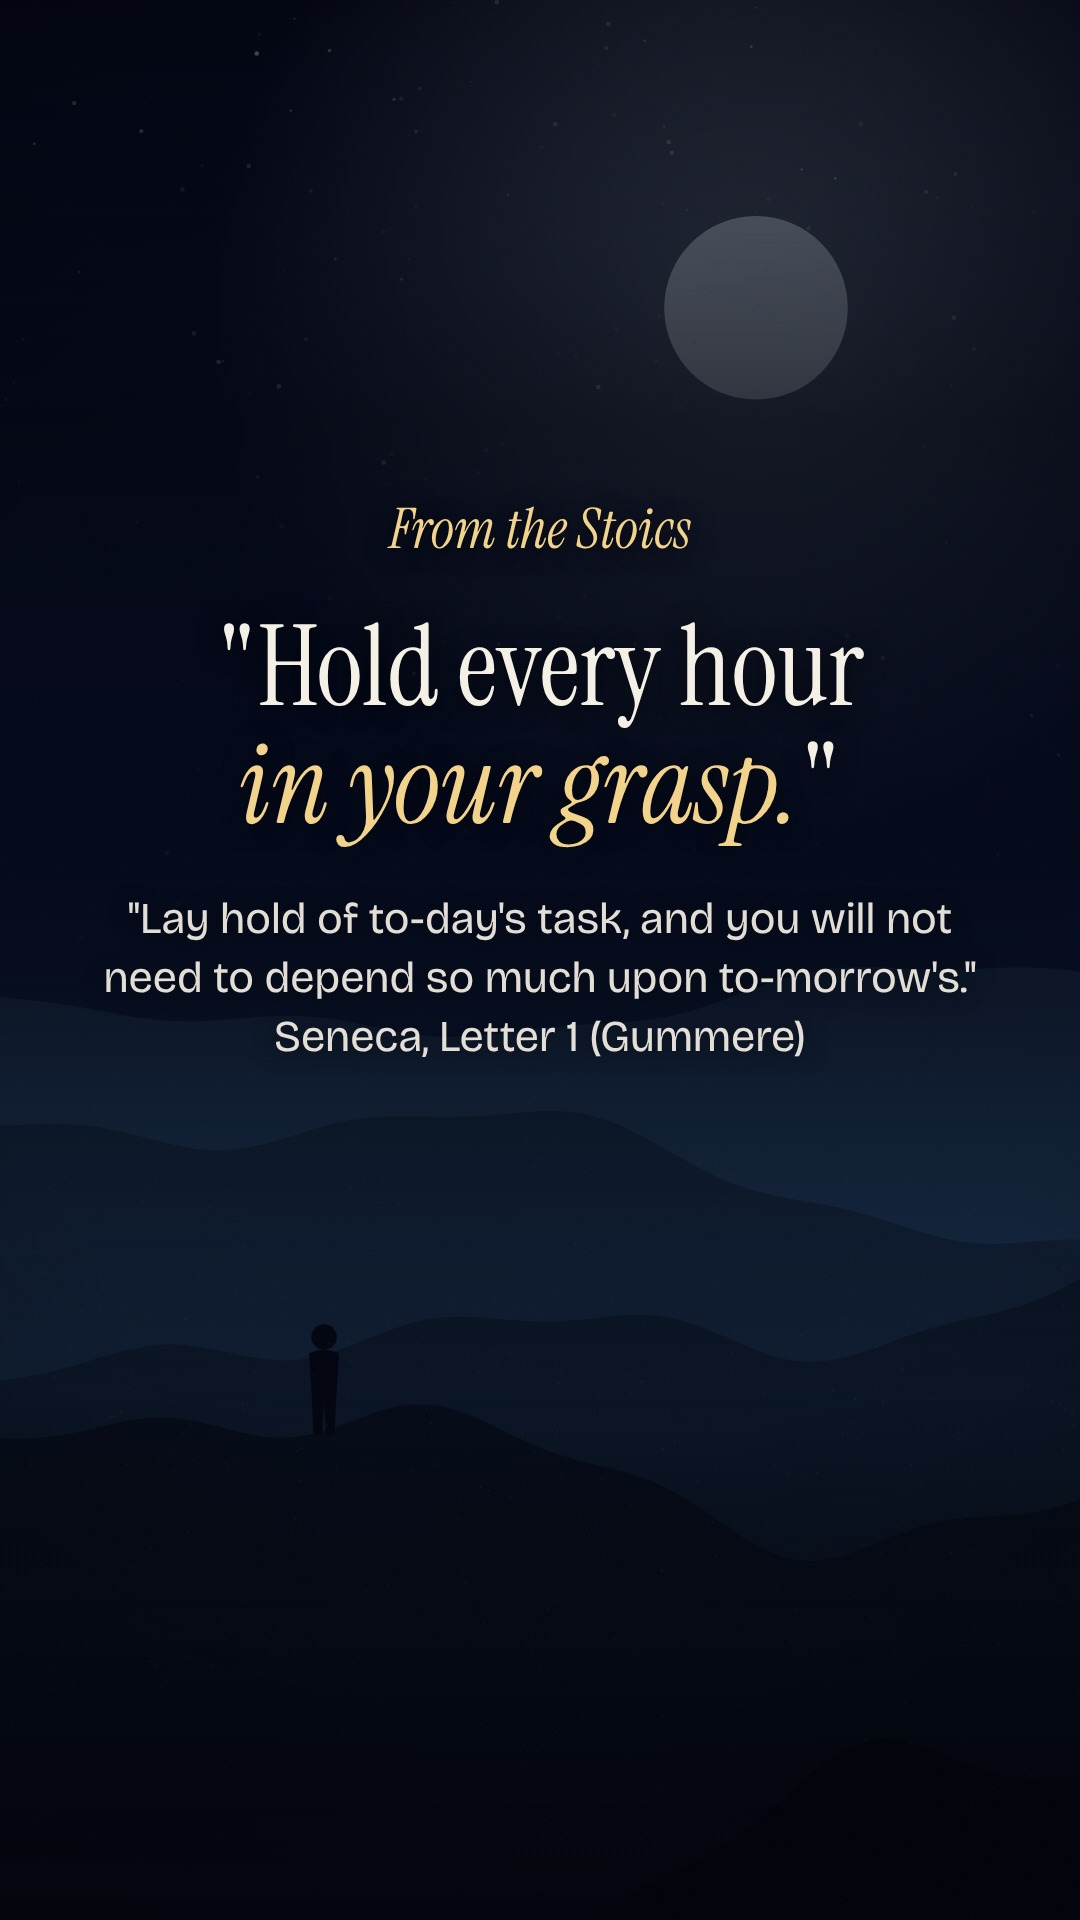 From the Stoics
"Hold every hour
in your grasp."
"Lay hold of to-day's task, and you will not
need to depend so much upon to-morrow's."
Seneca, Letter 1 (Gummere)